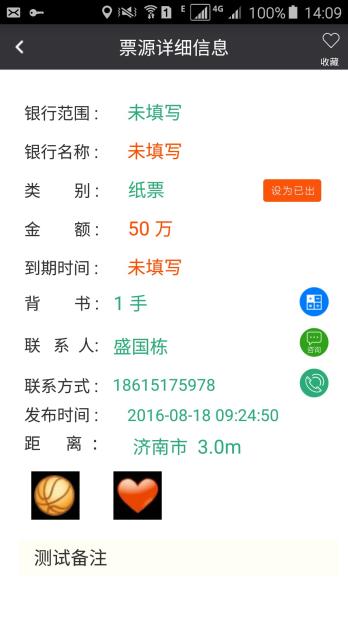 E 1 4G 100% 14:09
票源详细信息
收藏
银行范围： 未填写
银行名称： 未填写
类 别： 纸票 设为已出
金 额： 50 万
到期时间： 未填写
背 书： 1 手
联 系 人: 盛国栋 咨询
联系方式： 18615175978
发布时间： 2016-08-18 09:24:50
距 离 ： 济南市 3.0m
测试备注